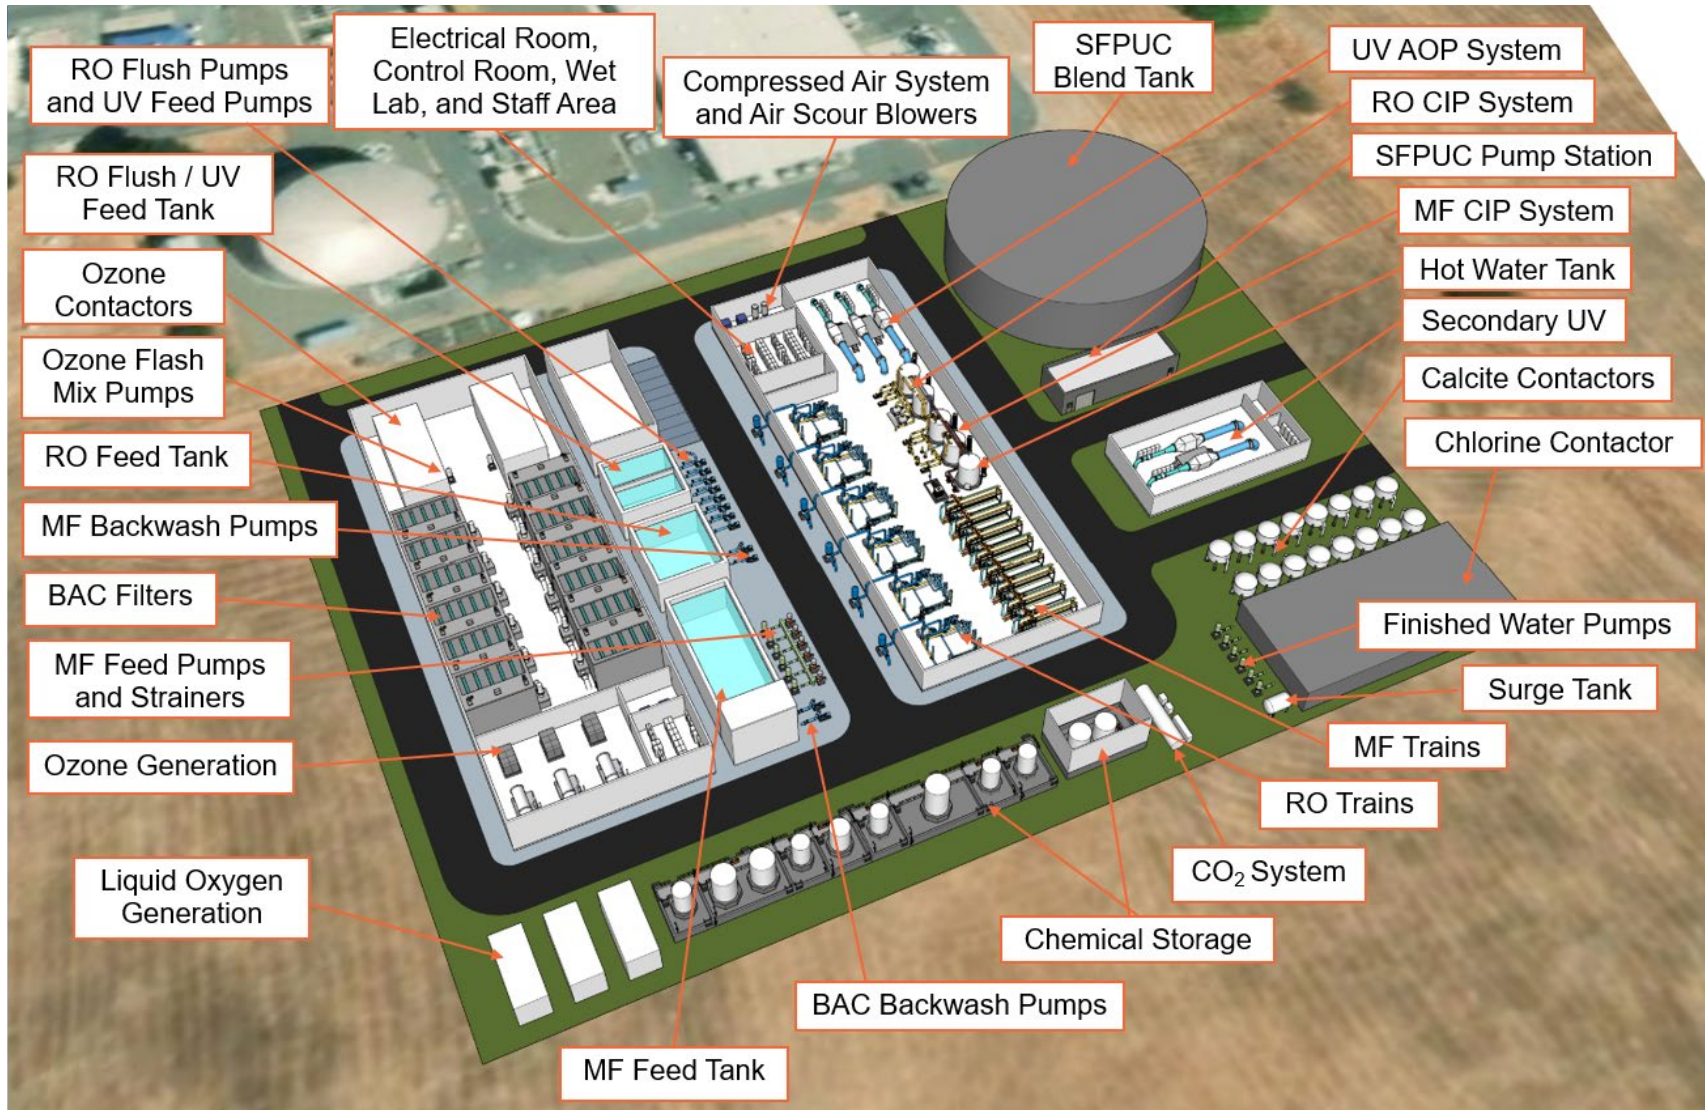 RO Flush Pumps
and UV Feed Pumps
Electrical Room,
Control Room, Wet
Lab, and Staff Area
Compressed Air System
and Air Scour Blowers
SFPUC
Blend Tank
UV AOP System
RO CIP System
SFPUC Pump Station
MF CIP System
Hot Water Tank
Secondary UV
Calcite Contactors
Chlorine Contactor
Finished Water Pumps
Surge Tank
MF Trains
RO Trains
CO₂ System
Chemical Storage
BAC Backwash Pumps
MF Feed Tank
RO Flush / UV
Feed Tank
Ozone
Contactors
Ozone Flash
Mix Pumps
RO Feed Tank
MF Backwash Pumps
BAC Filters
MF Feed Pumps
and Strainers
Ozone Generation
Liquid Oxygen
Generation